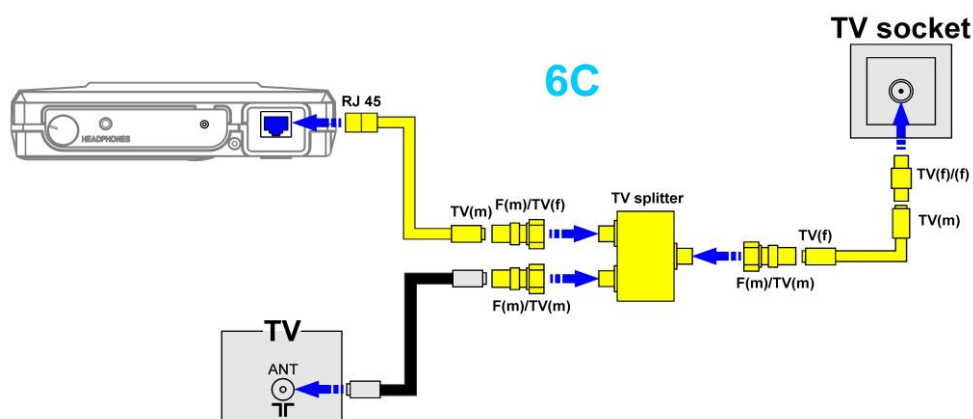 TV socket
6C
RJ 45
HEADPHONES
TV(f)/(f)
TV(m)
F(m)/TV(f)
TV splitter
TV(m)
TV(f)
F(m)/TV(m)
F(m)/TV(m)
TV
ANT